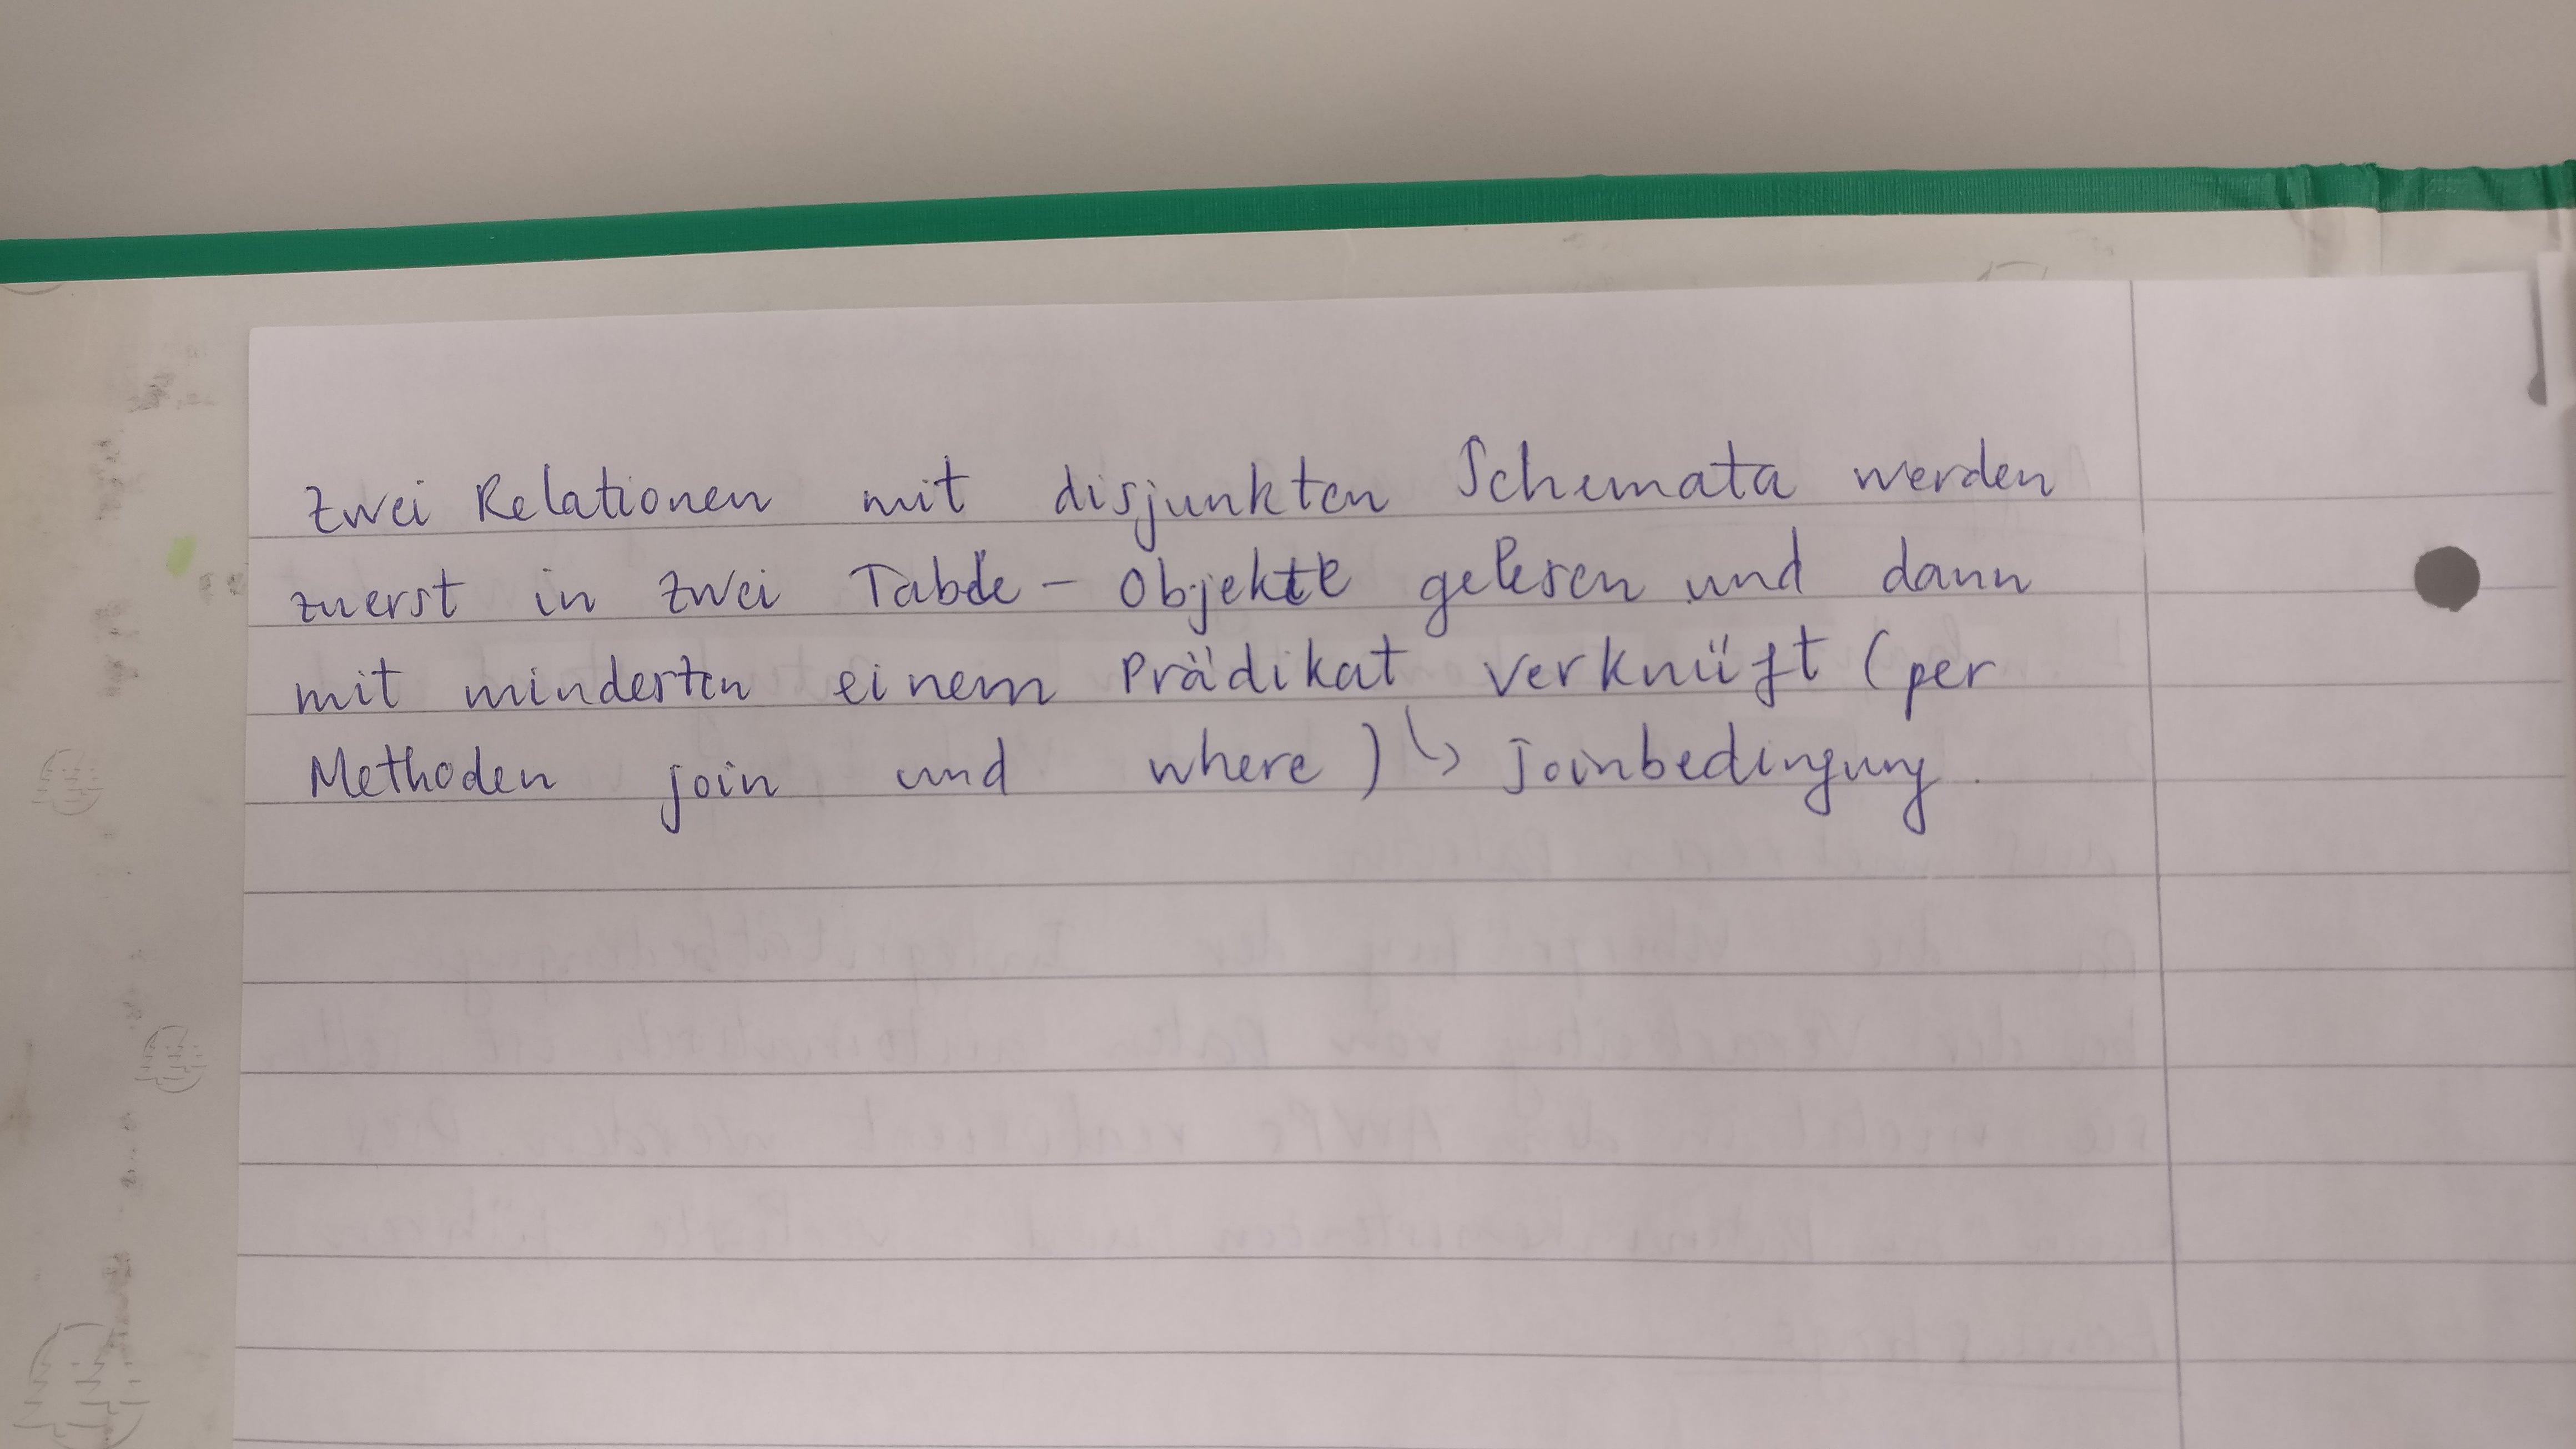 Zwei Relationen mit disjunkten Schemata werden
zuerst in zwei Table - Objekte gelesen und dann
mit mindesten einem Prädikat verknüft (per
Methoden join und where) ↳ Joinbedingung.